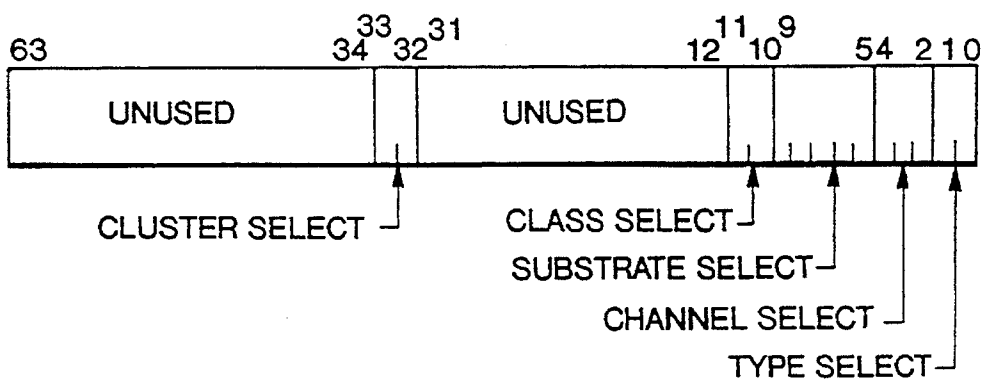 63 34 33 32 31 12 11 10 9 5 4 2 1 0
UNUSED UNUSED
CLUSTER SELECT CLASS SELECT
SUBSTRATE SELECT
CHANNEL SELECT
TYPE SELECT